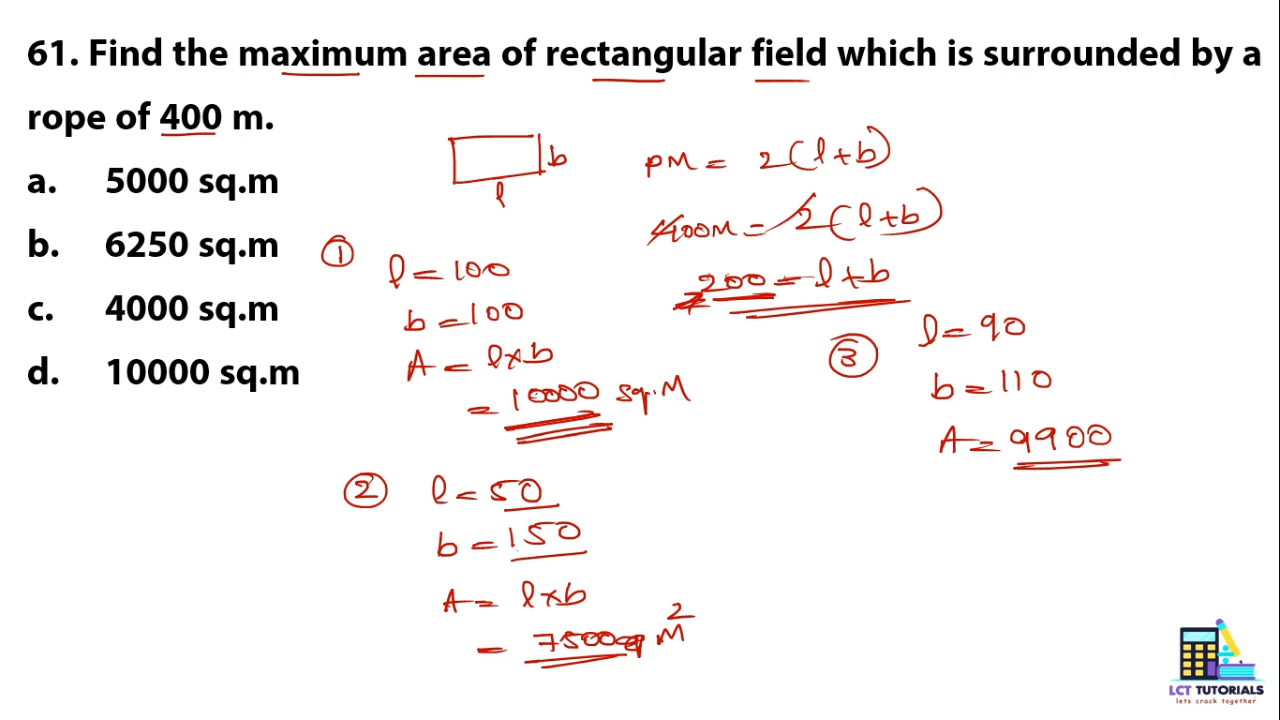 61. Find the maximum area of rectangular field which is surrounded by a
rope of 400 m.
a. 5000 sq.m
b. 6250 sq.m
c. 4000 sq.m
d. 10000 sq.m
b
l
PM = 2(l+b)
400M = 2(l+b)
200 = l+b
1
l = 100
b = 100
A = l×b
= 10000 sq.M
2
l = 50
b = 150
A = l×b
= 7500 M²
3
l = 90
b = 110
A = 9900
LCT TUTORIALS
lets crack together